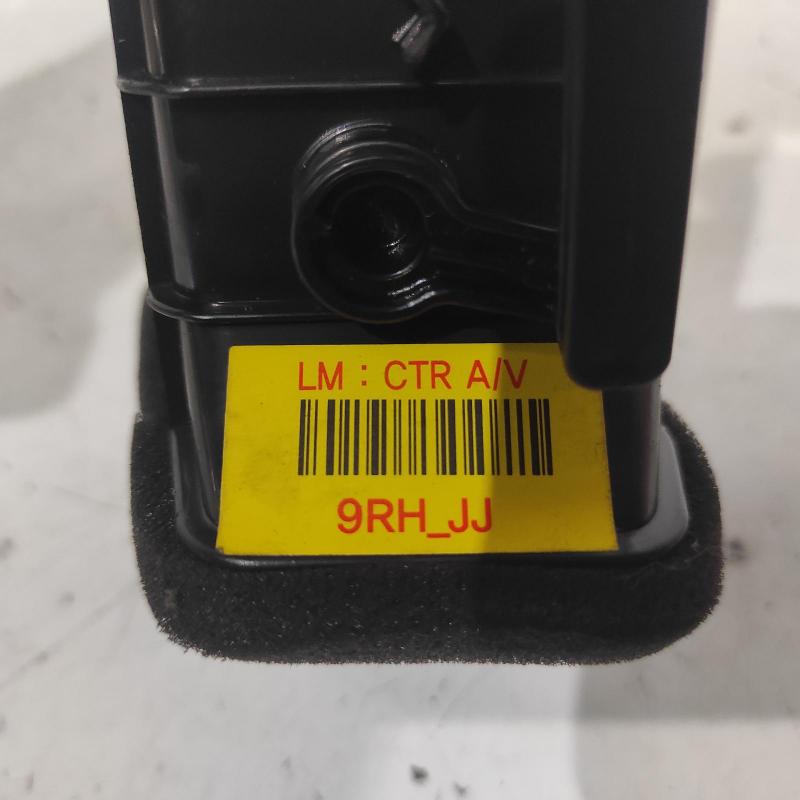 LM : CTR A/V
9RH_JJ